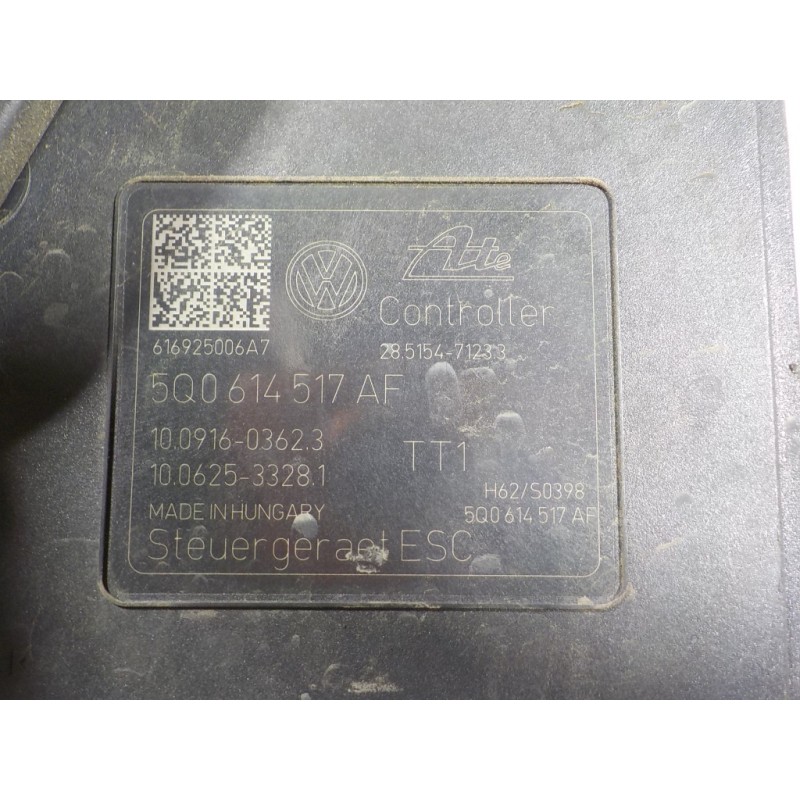 Ate
Controller
616925006A7
28.5154-7123.3
5Q0 614 517 AF
10.0916-0362.3
10.0625-3328.1
TT1
H62/S0398
MADE IN HUNGARY
5Q0 614 517 AF
Steuergeraet ESC